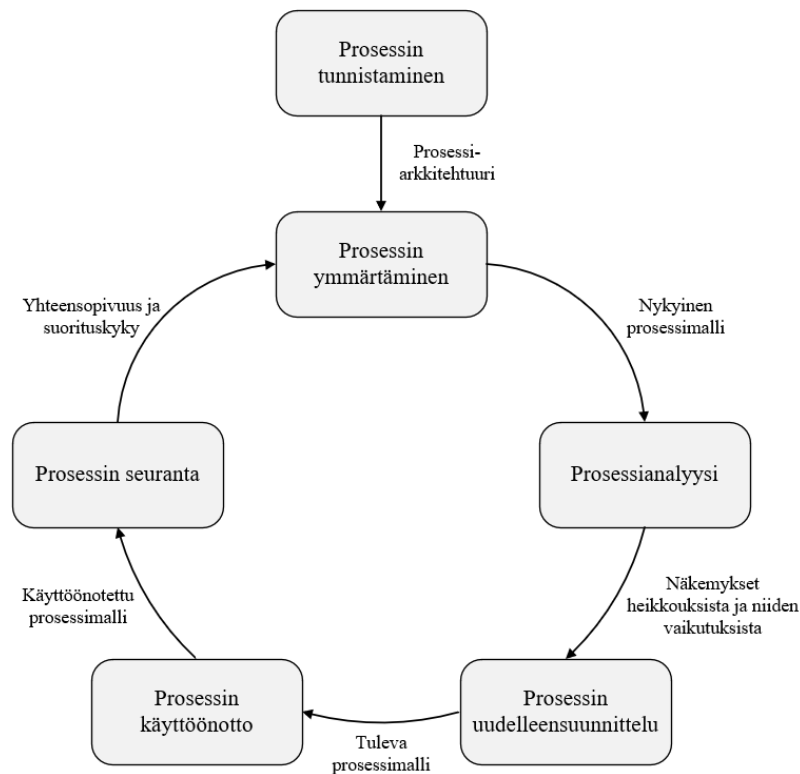 Prosessin
tunnistaminen
Prosessi-
arkkitehtuuri
Prosessin
ymmärtäminen
Nykyinen
prosessimalli
Prosessianalyysi
Näkemykset
heikkouksista ja niiden
vaikutuksista
Prosessin
uudelleensuunnittelu
Tuleva
prosessimalli
Prosessin
käyttöönotto
Käyttöönotettu
prosessimalli
Prosessin seuranta
Yhteensopivuus ja
suorituskyky